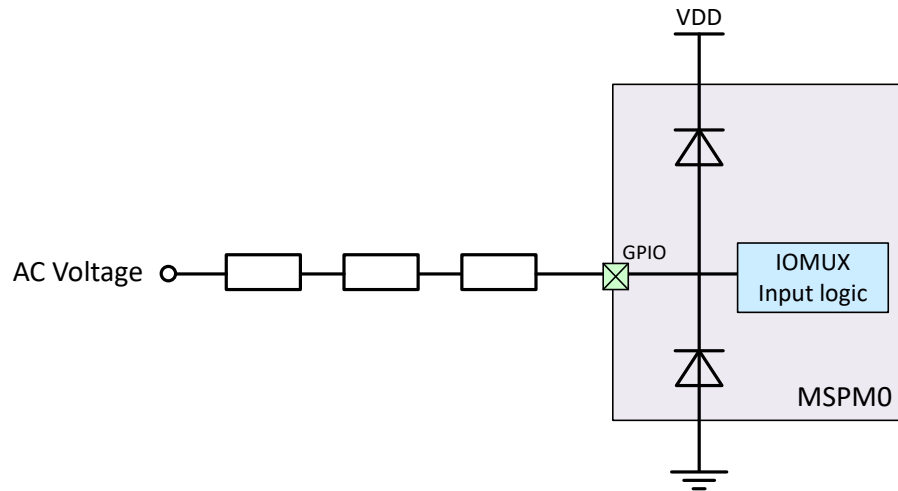 VDD
GPIO
AC Voltage
IOMUX
Input logic
MSPM0